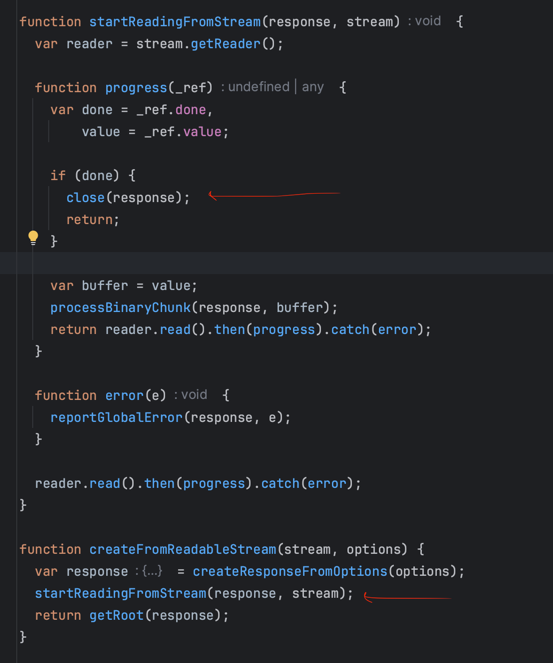 function startReadingFromStream(response, stream) : void {
  var reader = stream.getReader();
  function progress(_ref) : undefined | any {
    var done = _ref.done,
        value = _ref.value;
    if (done) {
      close(response);
      return;
    }
    var buffer = value;
    processBinaryChunk(response, buffer);
    return reader.read().then(progress).catch(error);
  }
  function error(e) : void {
    reportGlobalError(response, e);
  }
  reader.read().then(progress).catch(error);
}
function createFromReadableStream(stream, options) {
  var response : {...} = createResponseFromOptions(options);
  startReadingFromStream(response, stream);
  return getRoot(response);
}